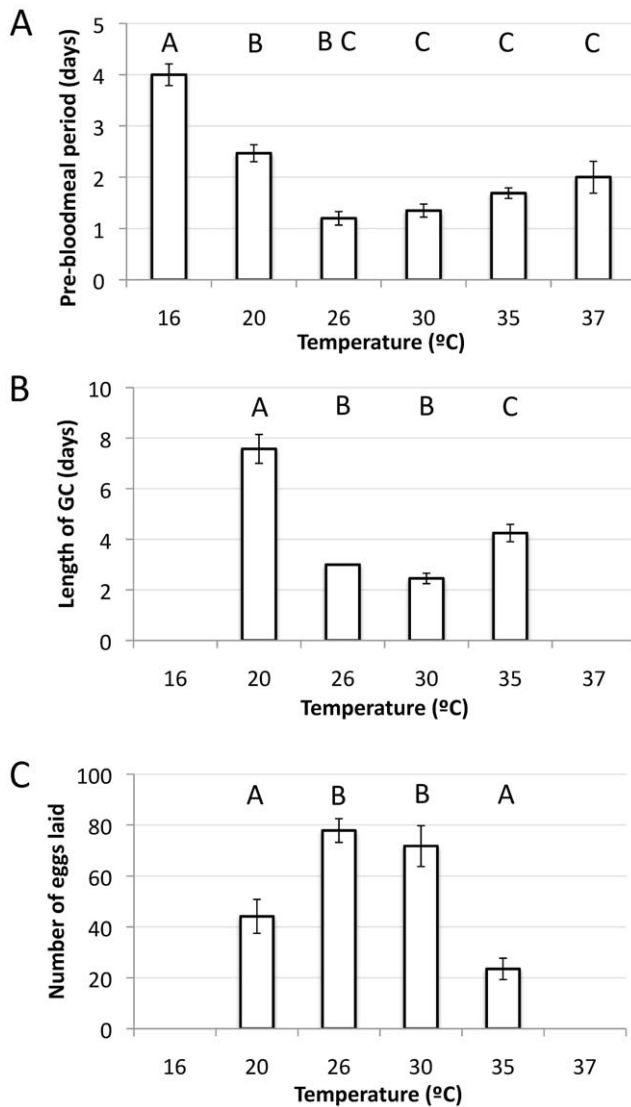 A
Pre-bloodmeal period (days)
5
4
3
2
1
0
A B B C C C C
16 20 26 30 35 37
Temperature (ºC)
B
Length of GC (days)
10
8
6
4
2
0
A B B C
16 20 26 30 35 37
Temperature (ºC)
C
Number of eggs laid
100
80
60
40
20
0
A B B A
16 20 26 30 35 37
Temperature (ºC)